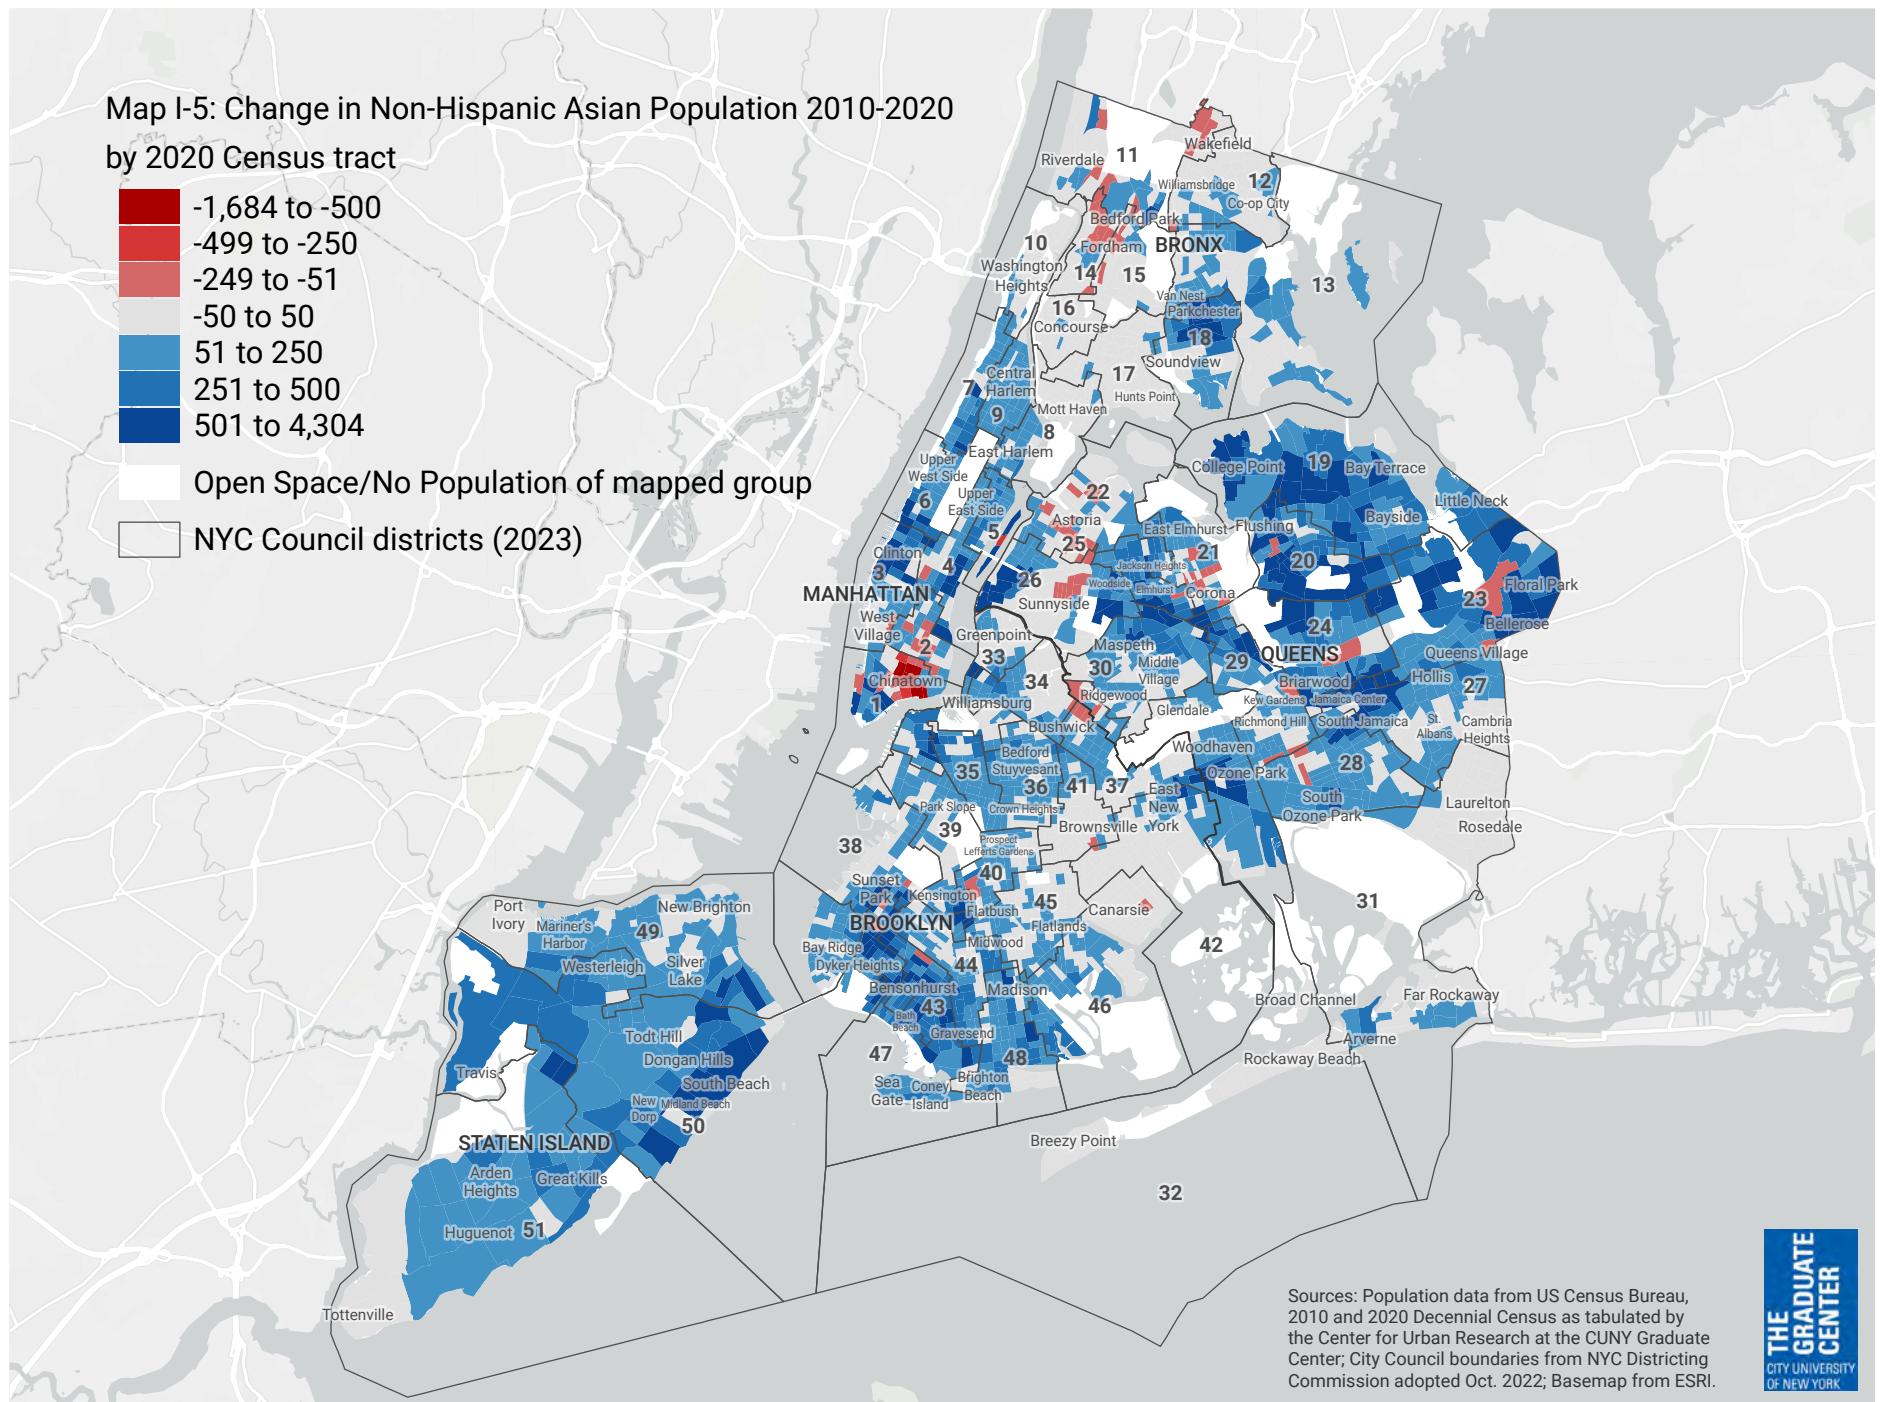 Map I-5: Change in Non-Hispanic Asian Population 2010-2020
by 2020 Census tract
-1,684 to -500
-499 to -250
-249 to -51
-50 to 50
51 to 250
251 to 500
501 to 4,304
Open Space/No Population of mapped group
NYC Council districts (2023)
Wakefield
Riverdale
11
Williamsbridge
12
Co-op City
Bedford Park
10
Fordham
BRONX
Washington
Heights
14
15
13
Van Nest
16
Parkchester
Concourse
18
Soundview
Central
Harlem
17
7
Hunts Point
9
Mott Haven
8
East Harlem
Upper
West Side
College Point
19
Bay Terrace
6
Upper
East Side
22
Little Neck
Astoria
Bayside
5
East Elmhurst
Flushing
25
Clinton
21
3
4
Jackson Heights
20
26
Woodside
Elmhurst
Corona
Floral Park
MANHATTAN
Sunnyside
23
West
Village
Greenpoint
24
Bellerose
2
Maspeth
33
QUEENS
Queens Village
30
Middle
Village
29
Chinatown
34
Briarwood
Hollis
27
1
Williamsburg
Ridgewood
Kew Gardens
Jamaica Center
Glendale
Richmond Hill
South Jamaica
St.
Albans
Cambria
Heights
Bushwick
Bedford
Stuyvesant
Woodhaven
35
Ozone Park
28
36
41
37
East
New
York
Park Slope
Crown Heights
South
Ozone Park
Laurelton
39
Brownsville
Rosedale
38
Prospect
Lefferts Gardens
40
Sunset
Park
Kensington
45
31
Canarsie
Flatbush
BROOKLYN
Flatlands
Bay Ridge
Midwood
42
Dyker Heights
44
Bensonhurst
Madison
43
46
Broad Channel
Far Rockaway
Bath
Beach
Gravesend
Arverne
47
48
Rockaway Beach
Sea
Gate
Coney
Island
Brighton
Beach
Breezy Point
32
Port
Ivory
New Brighton
Mariner's
Harbor
49
Westerleigh
Silver
Lake
Todt Hill
Dongan Hills
Travis
South Beach
New
Dorp
Midland Beach
50
STATEN ISLAND
Arden
Heights
Great Kills
Huguenot
51
Tottenville
Sources: Population data from US Census Bureau,
2010 and 2020 Decennial Census as tabulated by
the Center for Urban Research at the CUNY Graduate
Center; City Council boundaries from NYC Districting
Commission adopted Oct. 2022; Basemap from ESRI.
THE
GRADUATE
CENTER
CITY UNIVERSITY
OF NEW YORK